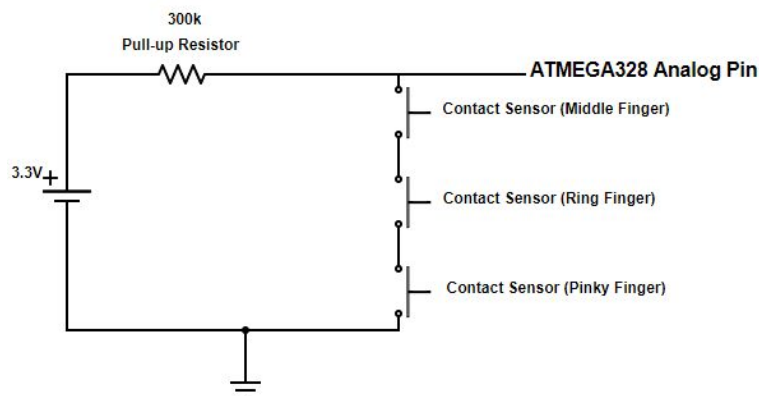 300k
Pull-up Resistor
ATMEGA328 Analog Pin
Contact Sensor (Middle Finger)
3.3V
+
Contact Sensor (Ring Finger)
Contact Sensor (Pinky Finger)